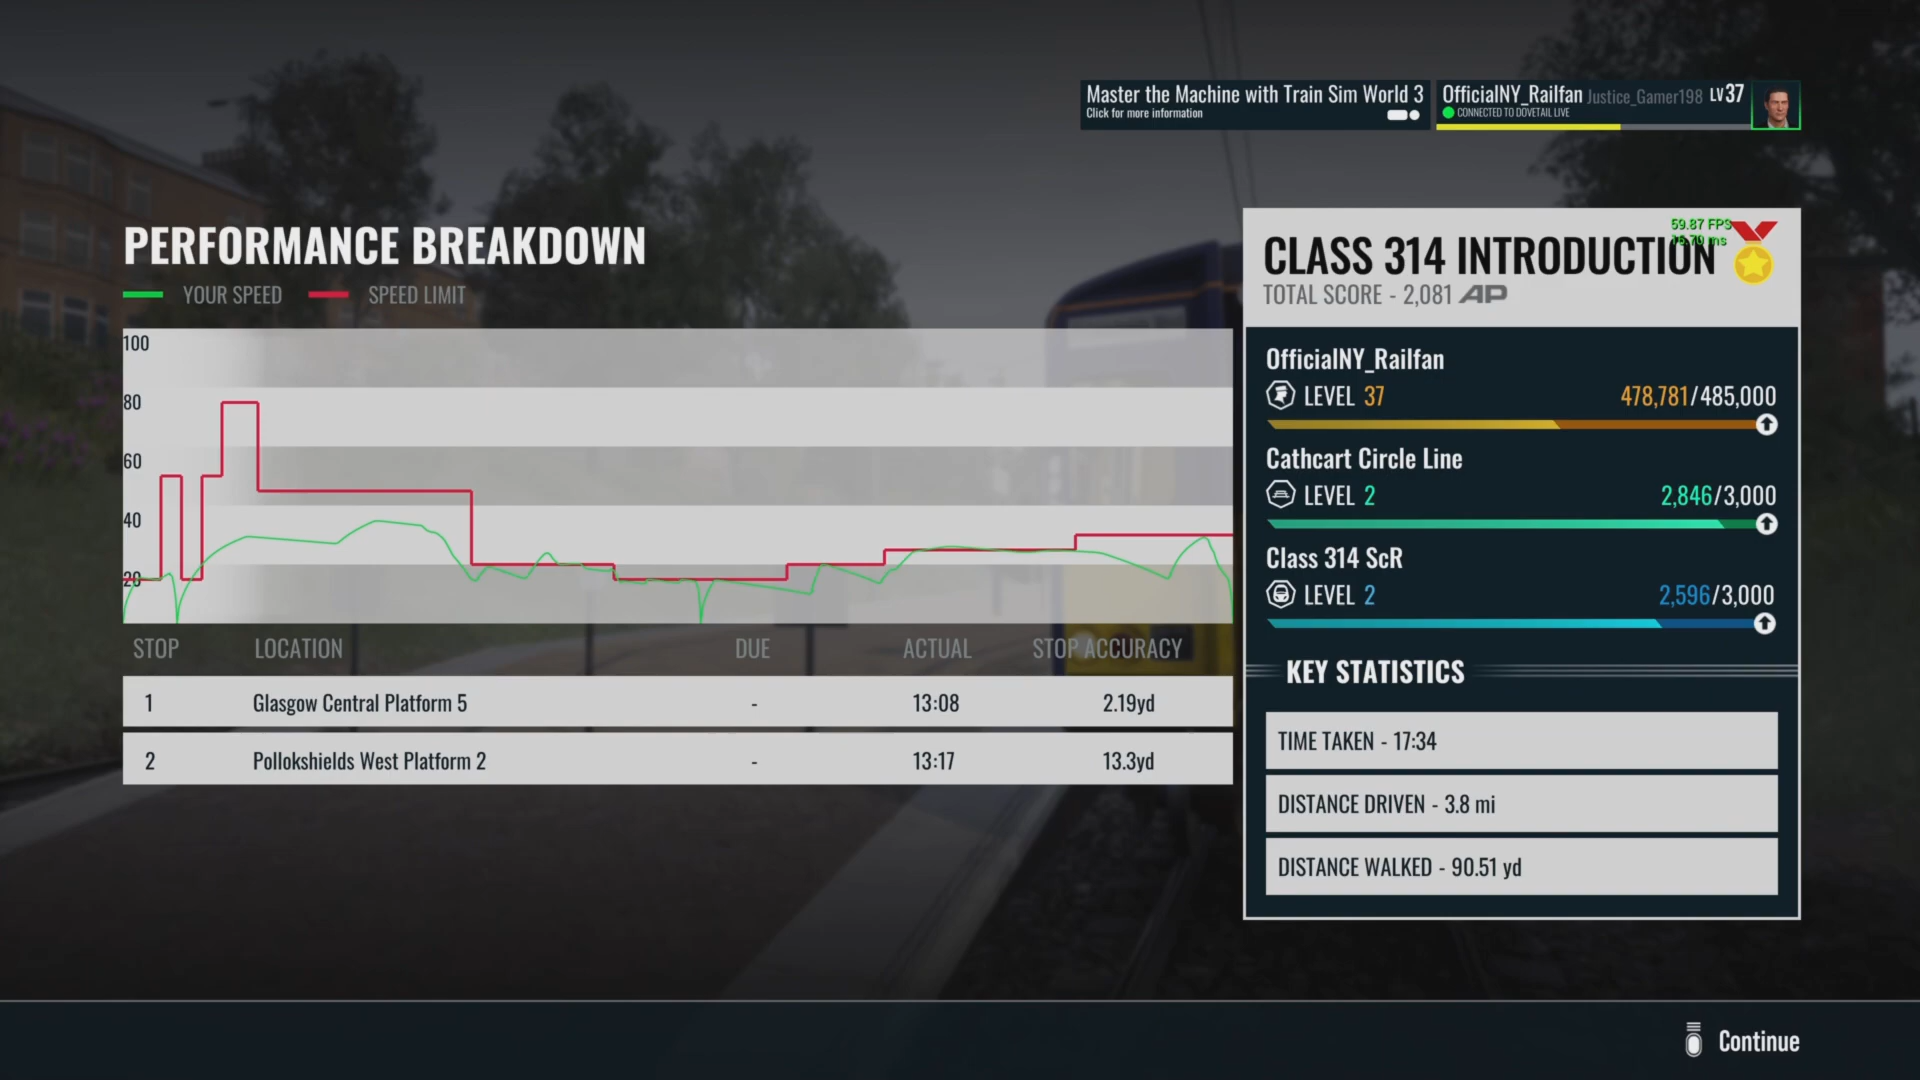 Master the Machine with Train Sim World 3
Click for more information
OfficialNY_Railfan Justice_Gamer198 LV 37
CONNECTED TO DOVETAIL LIVE
PERFORMANCE BREAKDOWN
YOUR SPEED SPEED LIMIT
100
80
60
40
20
STOP LOCATION DUE ACTUAL STOP ACCURACY
1 Glasgow Central Platform 5 - 13:08 2.19yd
2 Pollokshields West Platform 2 - 13:17 13.3yd
59.87 FPS
16.70 ms
CLASS 314 INTRODUCTION
TOTAL SCORE - 2,081 AP
OfficialNY_Railfan
LEVEL 37 478,781/485,000
Cathcart Circle Line
LEVEL 2 2,846/3,000
Class 314 ScR
LEVEL 2 2,596/3,000
KEY STATISTICS
TIME TAKEN - 17:34
DISTANCE DRIVEN - 3.8 mi
DISTANCE WALKED - 90.51 yd
Continue